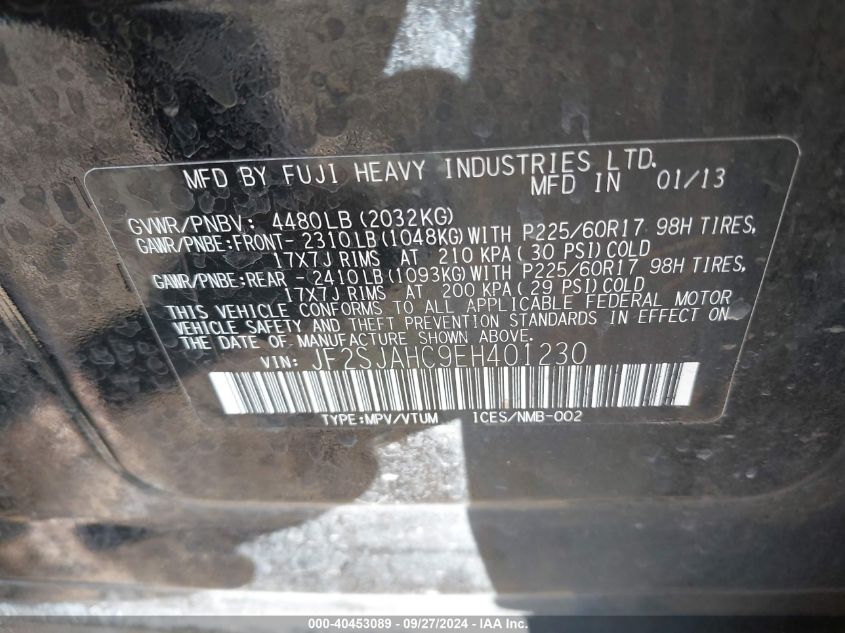 MFD BY FUJI HEAVY INDUSTRIES LTD.
MFD IN 01/13
GVWR/PNBV: 4480LB (2032KG)
GAWR/PNBE:FRONT- 2310LB (1048KG) WITH P225/60R17 98H TIRES,
17X7J RIMS AT 210 KPA ( 30 PSI) COLD
GAWR/PNBE:REAR - 2410LB (1093KG) WITH P225/60R17 98H TIRES,
17X7J RIMS AT 200 KPA ( 29 PSI) COLD
THIS VEHICLE CONFORMS TO ALL APPLICABLE FEDERAL MOTOR
VEHICLE SAFETY AND THEFT PREVENTION STANDARDS IN EFFECT ON
THE DATE OF MANUFACTURE SHOWN ABOVE.
VIN: JF2SJAHC9EH401230
TYPE:MPV/VTUM ICES/NMB-002
000-40453089 - 09/27/2024 - IAA Inc.